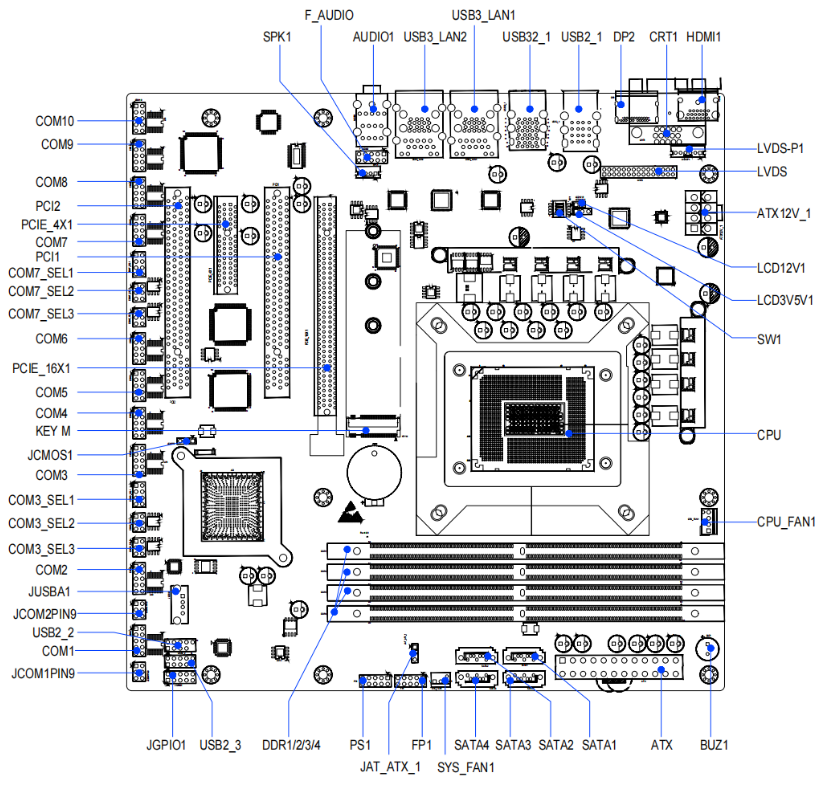 F_AUDIO
USB3_LAN1
SPK1
AUDIO1
USB3_LAN2
USB32_1
USB2_1
DP2
CRT1
HDMI1
COM10
COM9
COM8
PCI2
PCIE_4X1
COM7
PCI1
COM7_SEL1
COM7_SEL2
COM7_SEL3
COM6
PCIE_16X1
COM5
COM4
KEY M
JCMOS1
COM3
COM3_SEL1
COM3_SEL2
COM3_SEL3
COM2
JUSBA1
JCOM2PIN9
USB2_2
COM1
JCOM1PIN9
LVDS-P1
LVDS
ATX12V_1
LCD12V1
LCD3V5V1
SW1
CPU
CPU_FAN1
JGPIO1
USB2_3
DDR1/2/3/4
PS1
JAT_ATX_1
FP1
SYS_FAN1
SATA4
SATA3
SATA2
SATA1
ATX
BUZ1